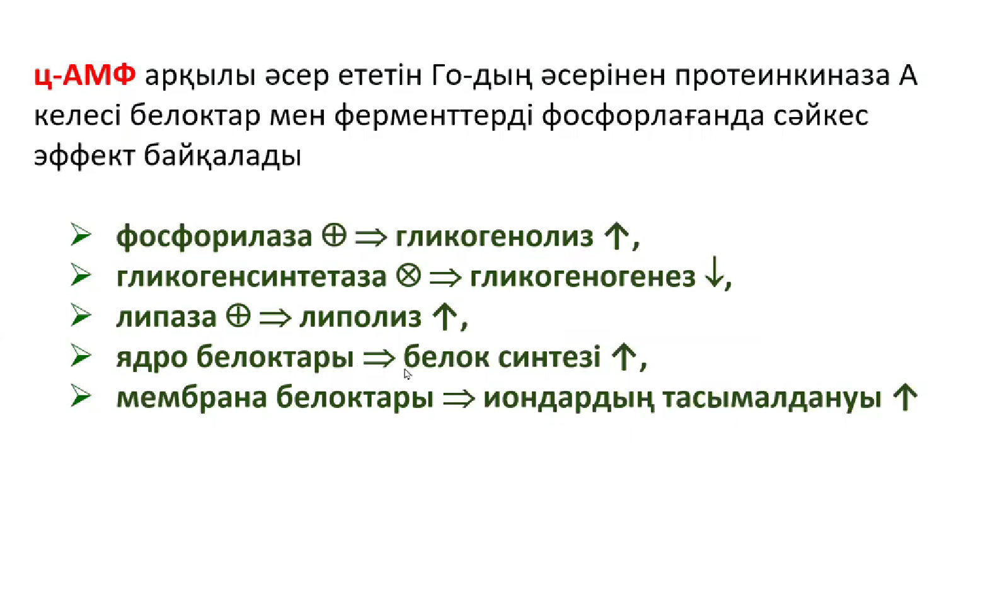 ц-АМФ арқылы әсер ететін Го-дың әсерінен протеинкиназа А
келесі белоктар мен ферменттерді фосфорлағанда сәйкес
эффект байқалады
➢ фосфорилаза ⊕ ⇒ гликогенолиз ↑,
➢ гликогенсинтетаза ⊗ ⇒ гликогеногенез ↓,
➢ липаза ⊕ ⇒ липолиз ↑,
➢ ядро белоктары ⇒ белок синтезі ↑,
➢ мембрана белоктары ⇒ иондардың тасымалдануы ↑